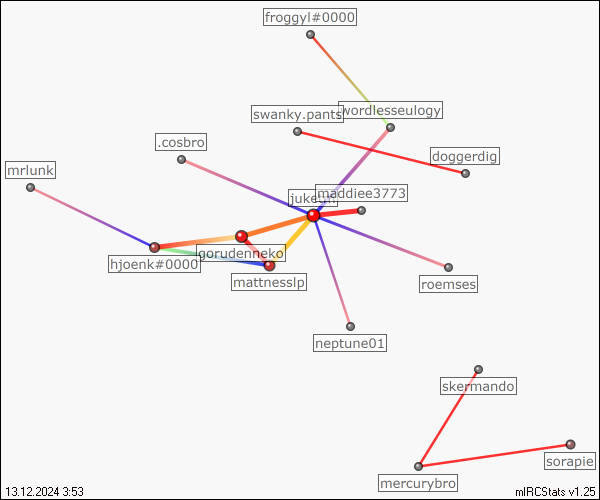 froggyl#0000
wordlesseulogy
swanky.pants
doggerdig
.cosbro
mrlunk
maddiee3773
gorudenneko
hjoenk#0000
mattnesslp
roemses
neptune01
skermando
sorapie
mercurybro
13.12.2024 3:53
mIRCStats v1.25